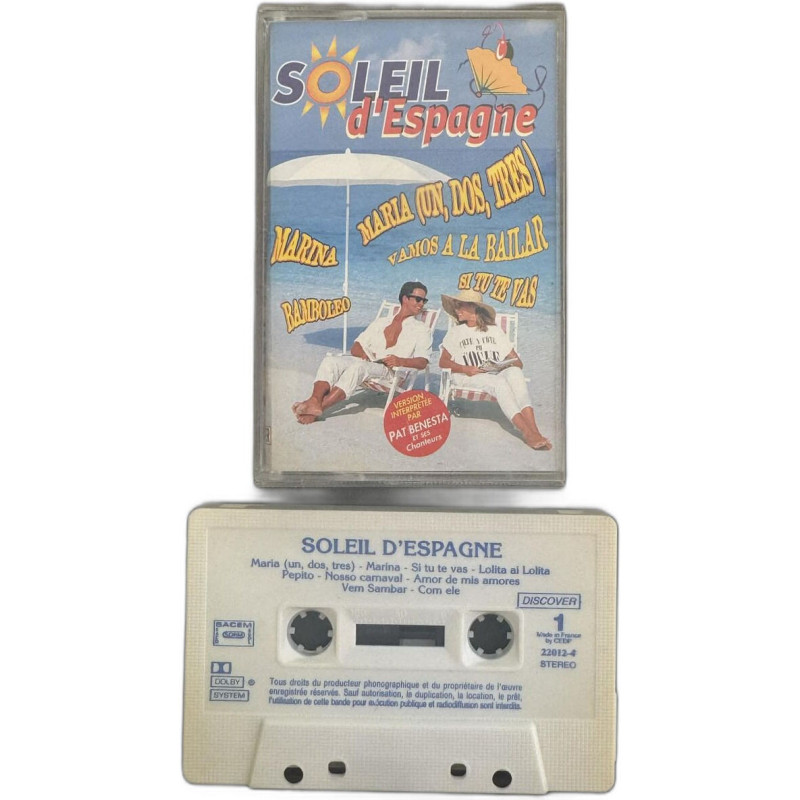 SOLEIL
d'Espagne
MARIA (UN, DOS, TRES)
MARINA
VAMOS A LA BAILAR
SI TU TE VAS
BAMBOLEO
VERSION
INTERPRÉTÉE
PAR
PAT BENESTA
ET SES
Chanteurs
SOLEIL D'ESPAGNE
Maria (un, dos, tres) - Marina - Si tu te vas - Lolita ai Lolita
Pepito - Nosso carnaval - Amor de mis amores
Vem Sambar - Com ele
DISCOVER
SACEM
SDRM
1
Made in France
by CEDP
22012-4
STEREO
DOLBY
SYSTEM
Tous droits du producteur phonographique et du propriétaire de l'œuvre
enregistrée réservés. Sauf autorisation, la duplication, la location, le prêt,
l'utilisation de cette bande pour exécution publique et radiodiffusion sont interdits.